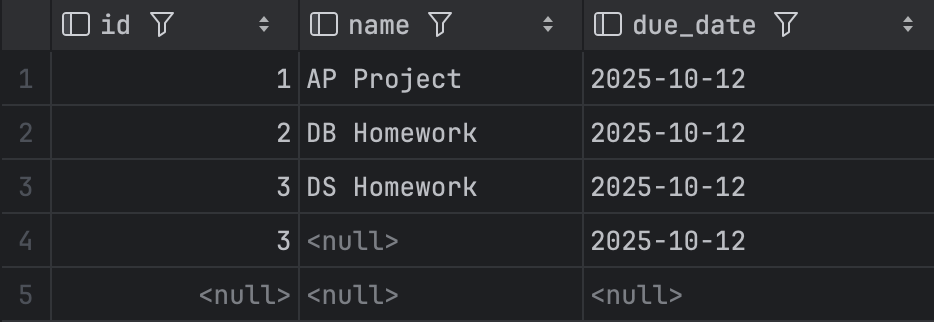 id name due_date
1 1 AP Project 2025-10-12
2 2 DB Homework 2025-10-12
3 3 DS Homework 2025-10-12
4 3 <null> 2025-10-12
5 <null> <null> <null>